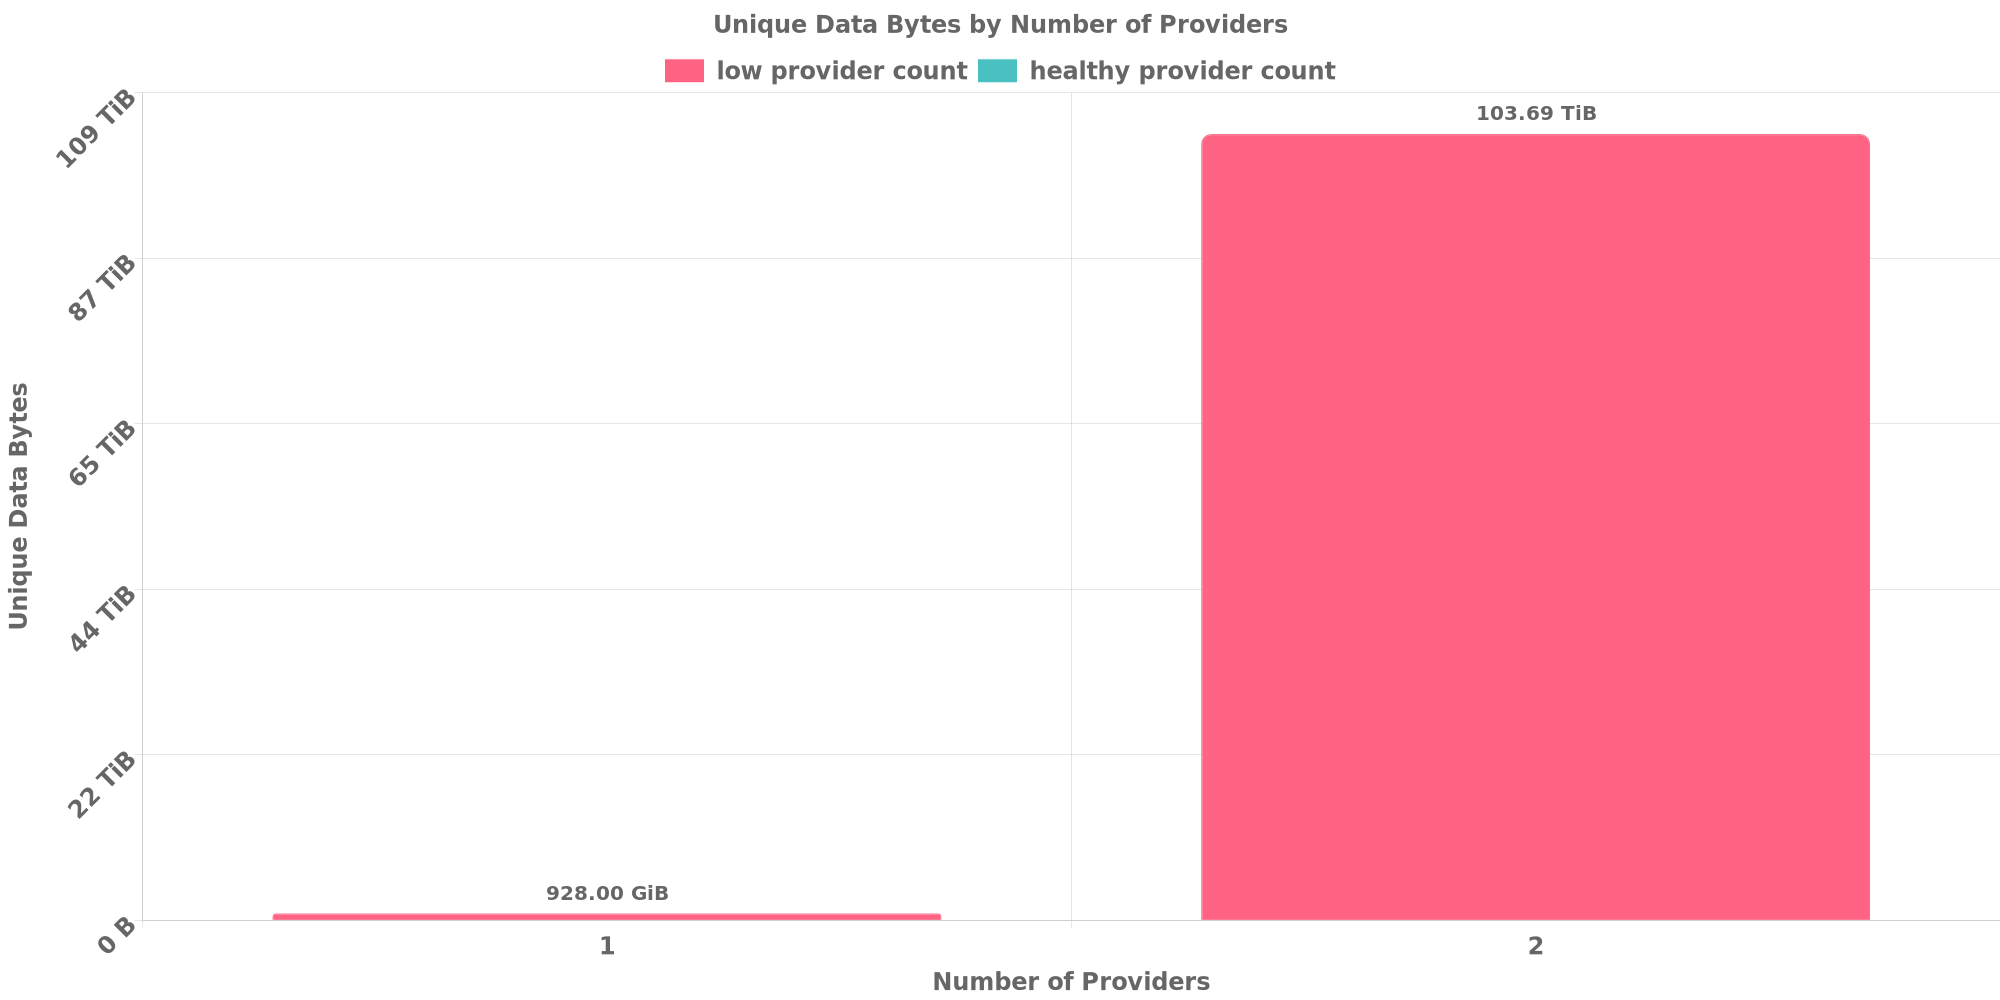 Unique Data Bytes by Number of Providers
low provider count healthy provider count
109 TiB
87 TiB
65 TiB
44 TiB
22 TiB
0 B
Unique Data Bytes
103.69 TiB
928.00 GiB
1 2
Number of Providers